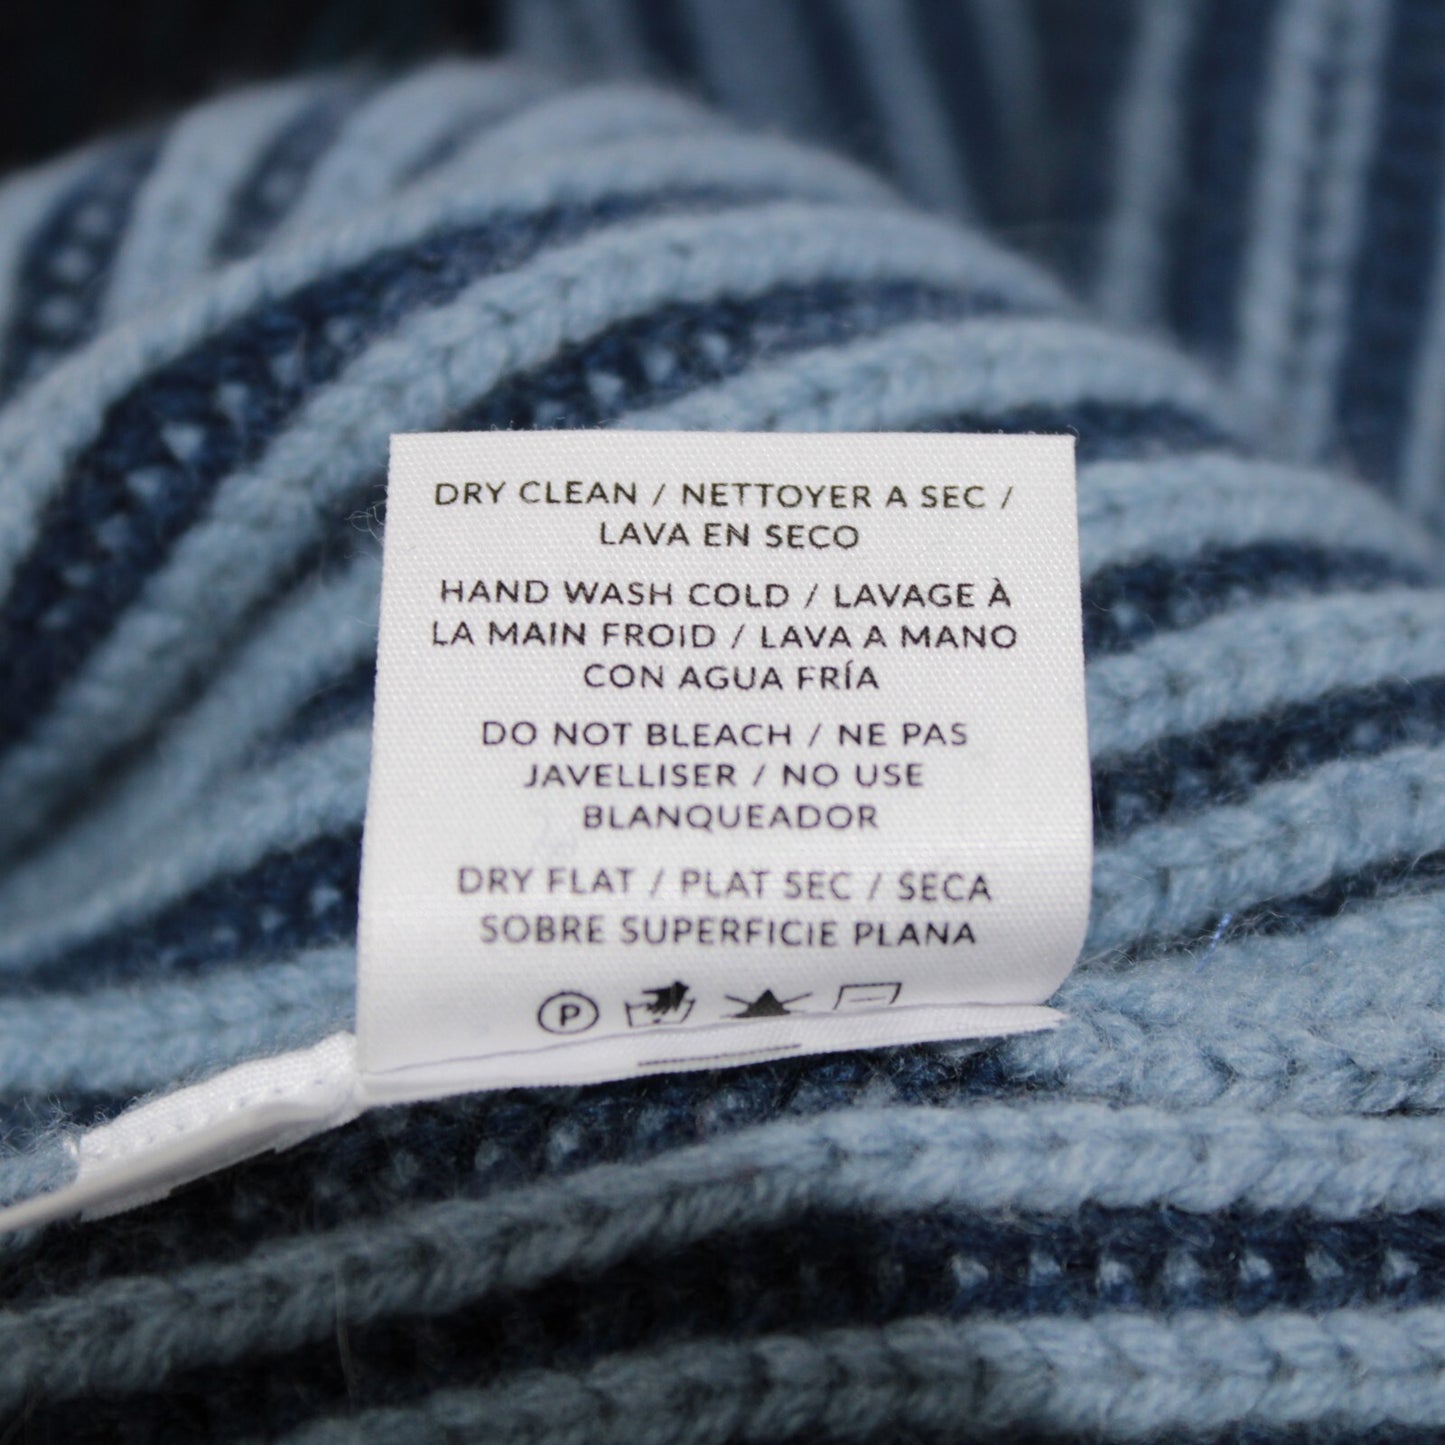 DRY CLEAN / NETTOYER A SEC /
LAVA EN SECO
HAND WASH COLD / LAVAGE À
LA MAIN FROID / LAVA A MANO
CON AGUA FRÍA
DO NOT BLEACH / NE PAS
JAVELLISER / NO USE
BLANQUEADOR
DRY FLAT / PLAT SEC / SECA
SOBRE SUPERFICIE PLANA
P